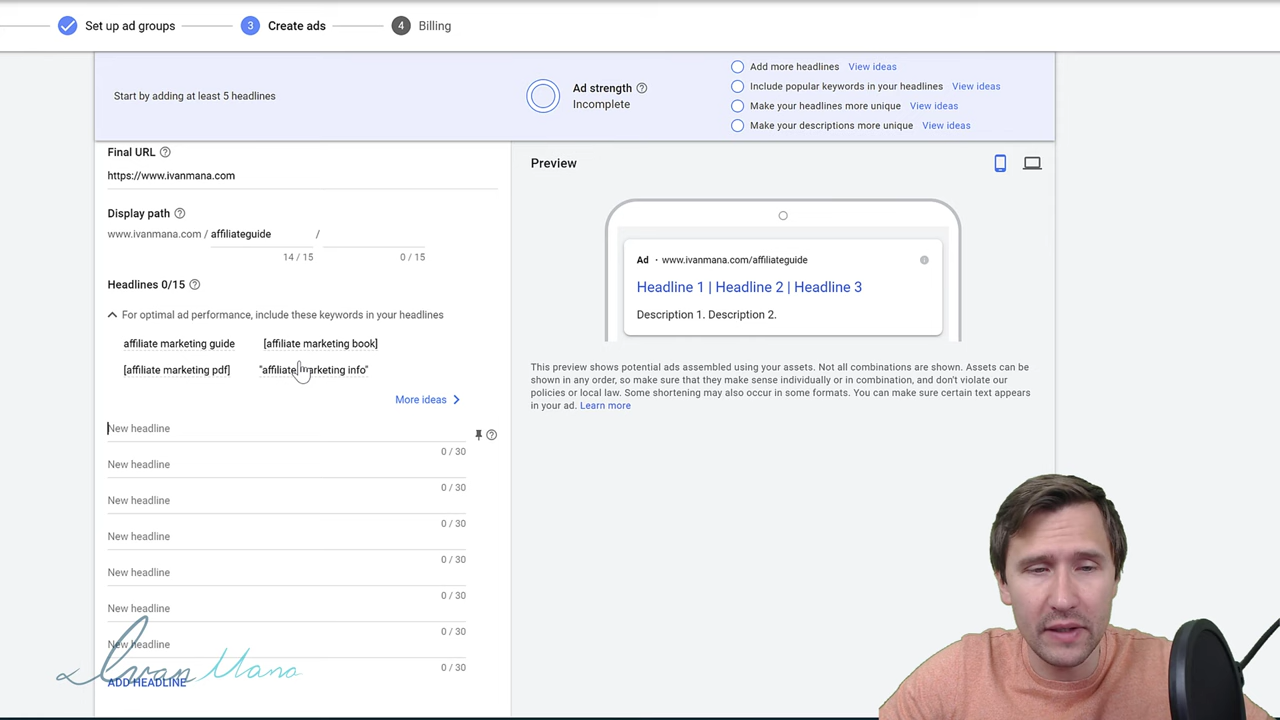 Set up ad groups
3 Create ads
4 Billing
Start by adding at least 5 headlines
Ad strength
Incomplete
Add more headlines View ideas
Include popular keywords in your headlines View ideas
Make your headlines more unique View ideas
Make your descriptions more unique View ideas
Final URL
https://www.ivanmana.com
Display path
www.ivanmana.com / affiliateguide /
14 / 15 0 / 15
Headlines 0/15
For optimal ad performance, include these keywords in your headlines
affiliate marketing guide [affiliate marketing book]
[affiliate marketing pdf] "affiliate marketing info"
More ideas
New headline
0 / 30
New headline
0 / 30
New headline
0 / 30
New headline
0 / 30
New headline
0 / 30
New headline
0 / 30
New headline
0 / 30
ADD HEADLINE
Ivan Mana
Preview
Ad · www.ivanmana.com/affiliateguide
Headline 1 | Headline 2 | Headline 3
Description 1. Description 2.
This preview shows potential ads assembled using your assets. Not all combinations are shown. Assets can
be shown in any order, so make sure that they make sense individually or in combination, and don't violate our
policies or local law. Some shortening may also occur in some formats. You can make sure certain text appears
in your ad. Learn more